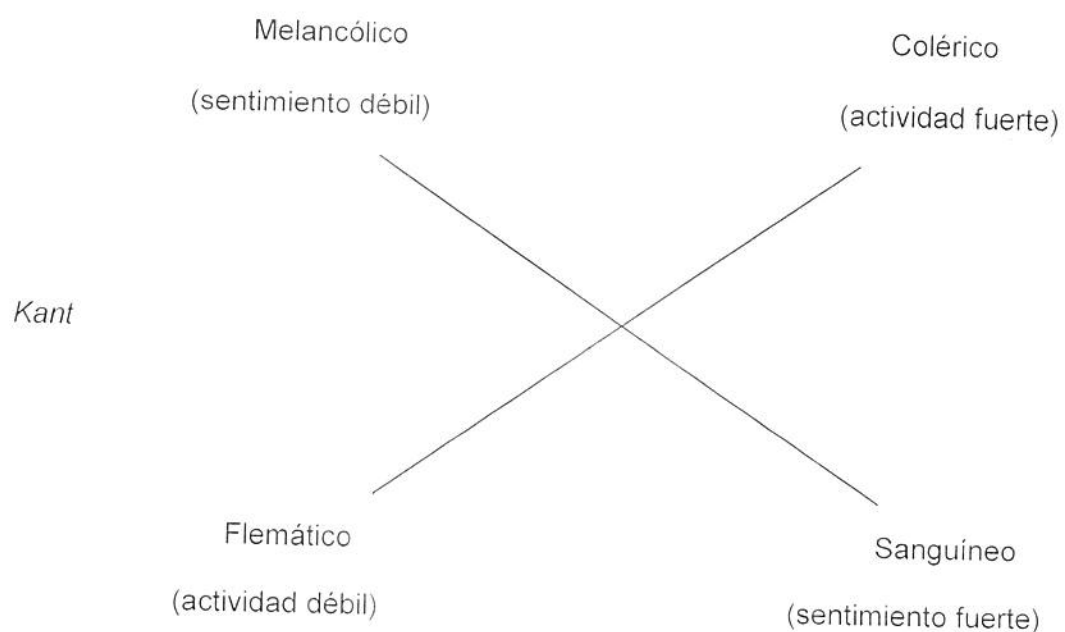 Melancólico
Colérico
(sentimiento débil)
(actividad fuerte)
Kant
Flemático
Sanguíneo
(actividad débil)
(sentimiento fuerte)